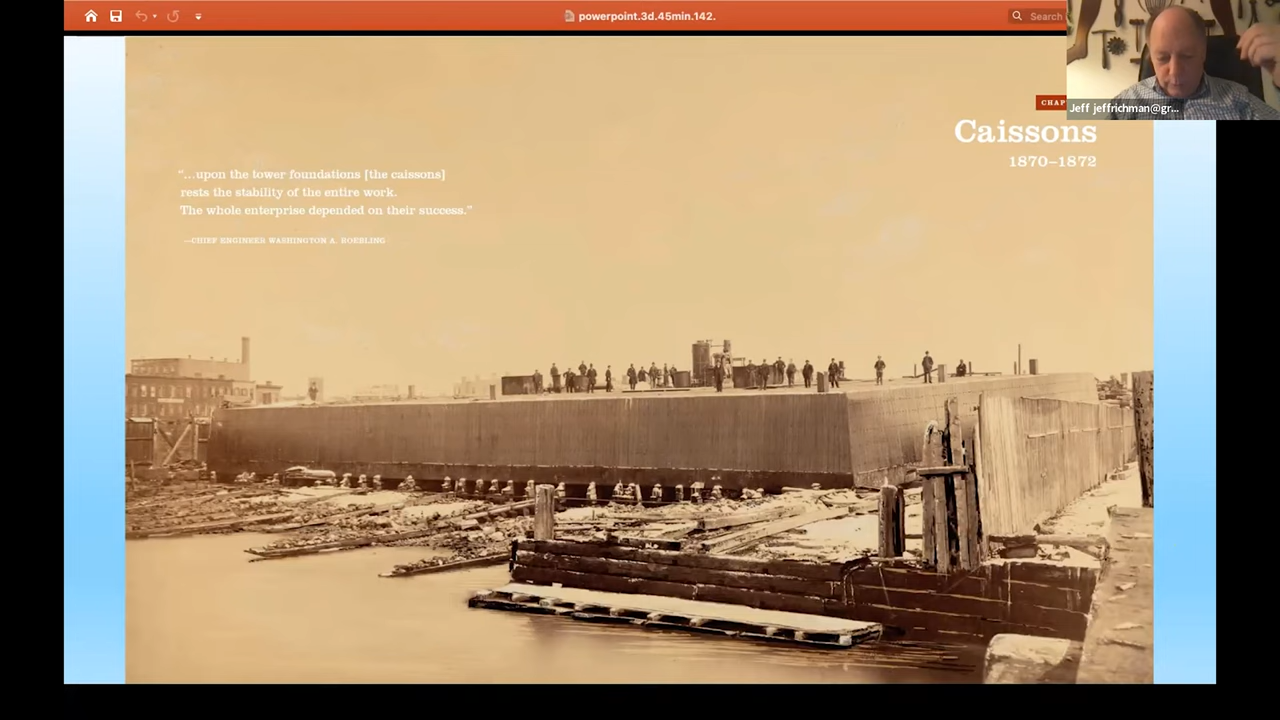 powerpoint.3d.45min.142.
Search
Jeff jeffrichman@gr...
CHAP
Caissons
1870–1872
“...upon the tower foundations [the caissons]
rests the stability of the entire work.
The whole enterprise depended on their success.”
—CHIEF ENGINEER WASHINGTON A. ROEBLING